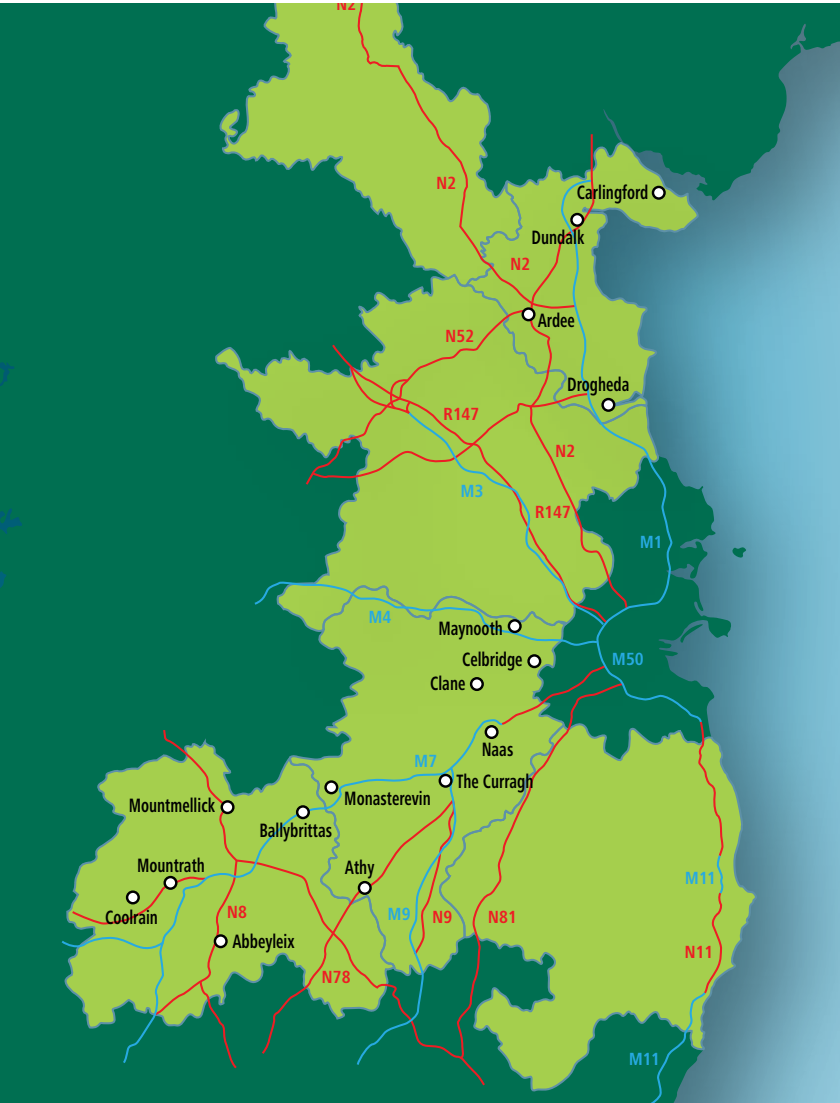 N2
N2
Carlingford
Dundalk
N2
Ardee
N52
Drogheda
R147
N2
M3
R147
M1
M4
Maynooth
Celbridge
M50
Clane
Naas
M7
The Curragh
Monasterevin
Mountmellick
Ballybrittas
Mountrath
Athy
M11
Coolrain
N8
M9
N9
N81
Abbeyleix
N11
N78
M11